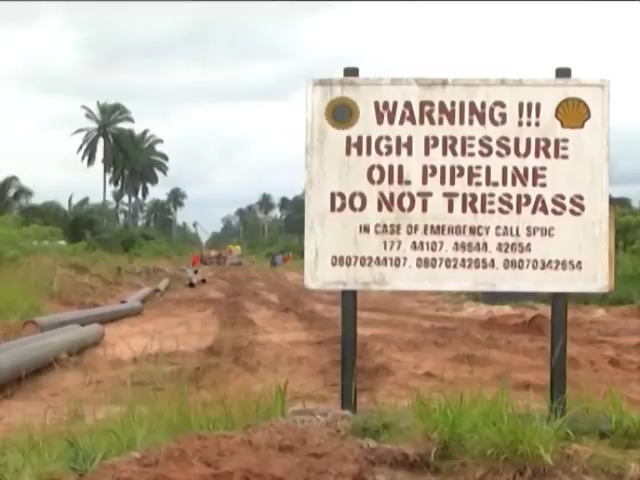 WARNING !!!
HIGH PRESSURE
OIL PIPELINE
DO NOT TRESPASS
IN CASE OF EMERGENCY CALL SPDC
177, 44107, 49644, 42654
08070244107, 08070242654, 08070342654